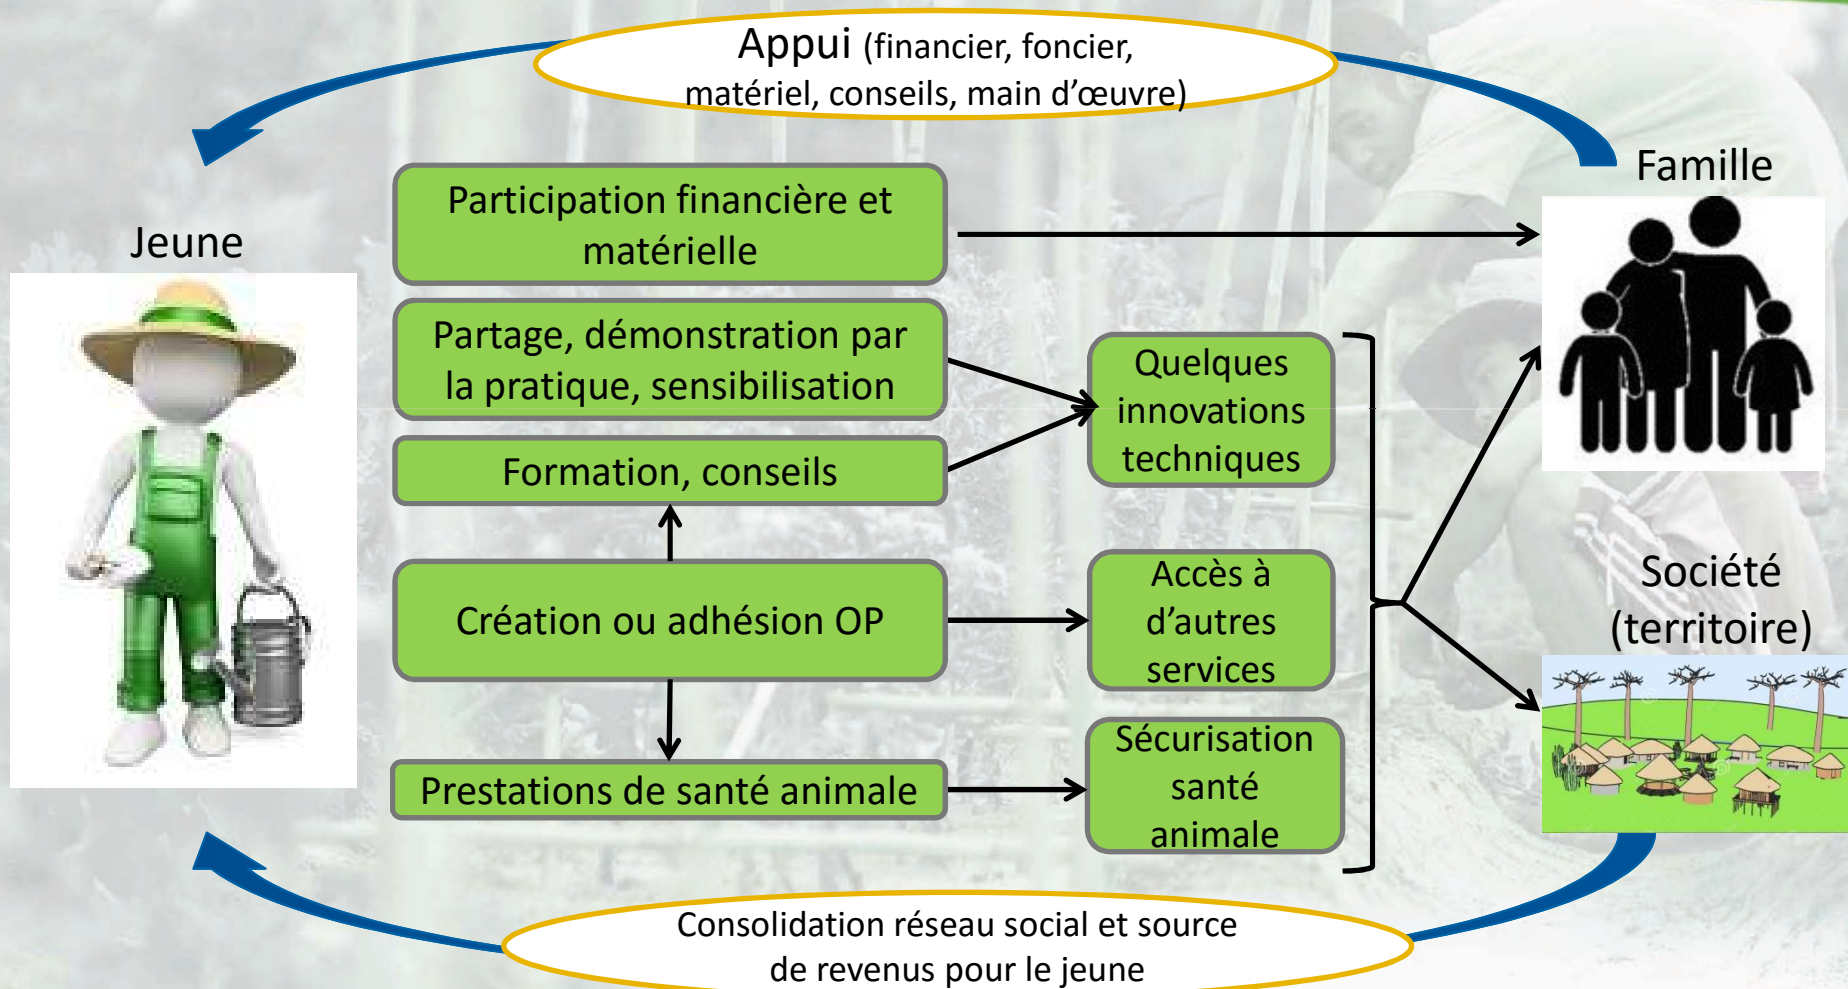 Appui (financier, foncier,
matériel, conseils, main d'œuvre)
Famille
Jeune
Participation financière et
matérielle
Partage, démonstration par
la pratique, sensibilisation
Quelques
innovations
techniques
Formation, conseils
Création ou adhésion OP
Accès à
d'autres
services
Société
(territoire)
Prestations de santé animale
Sécurisation
santé
animale
Consolidation réseau social et source
de revenus pour le jeune